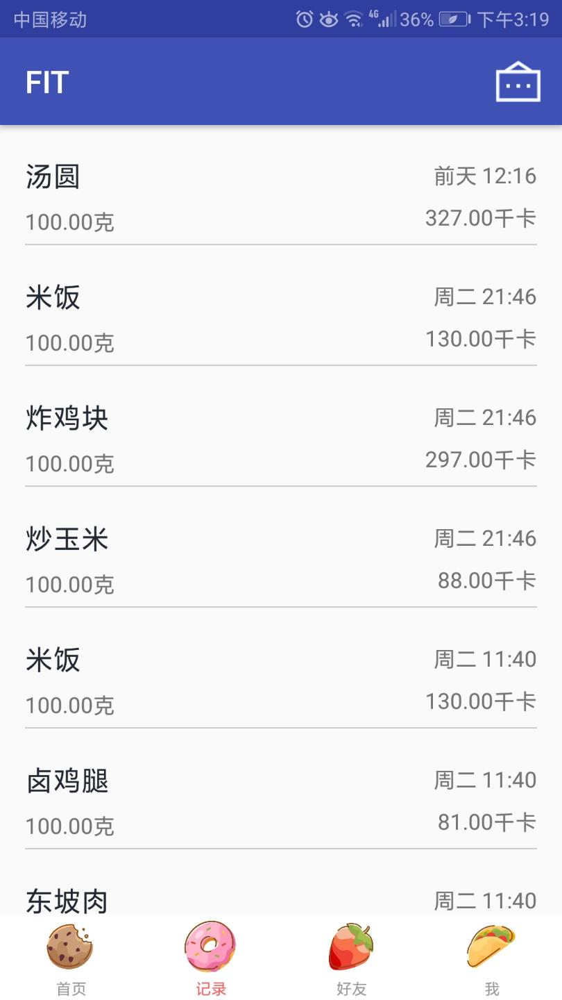 中国移动 4G 36% 下午3:19
FIT
汤圆 前天 12:16
100.00克 327.00千卡
米饭 周二 21:46
100.00克 130.00千卡
炸鸡块 周二 21:46
100.00克 297.00千卡
炒玉米 周二 21:46
100.00克 88.00千卡
米饭 周二 11:40
100.00克 130.00千卡
卤鸡腿 周二 11:40
100.00克 81.00千卡
东坡肉 周二 11:40
首页 记录 好友 我